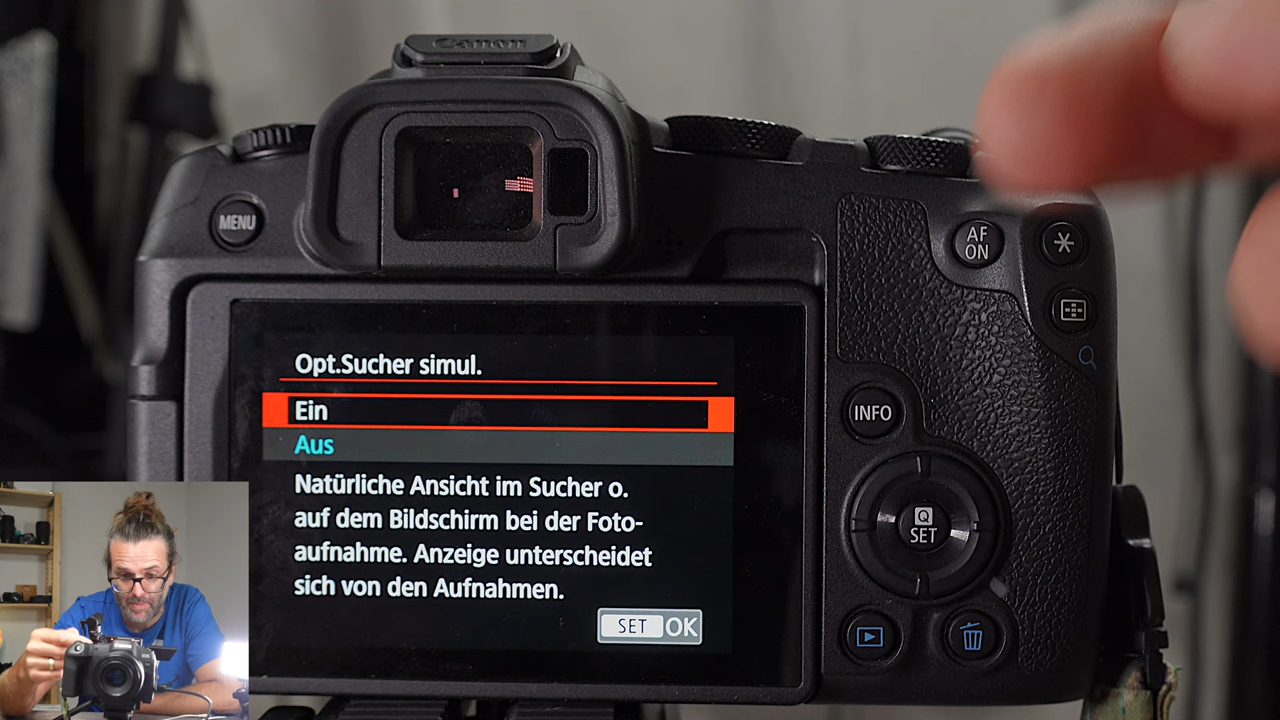 Canon
MENU
AF
ON
Opt.Sucher simul.
Ein
Aus
Natürliche Ansicht im Sucher o.
auf dem Bildschirm bei der Foto-
aufnahme. Anzeige unterscheidet
sich von den Aufnahmen.
SET OK
INFO
Q
SET
Canon